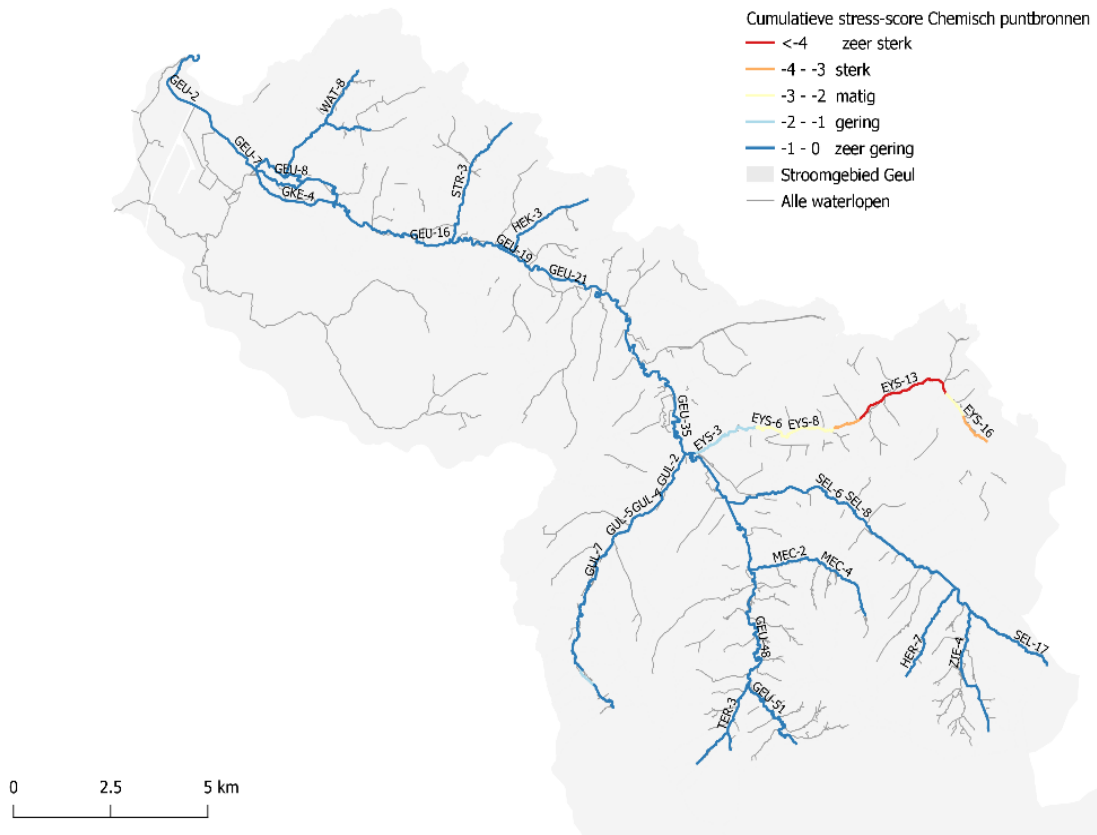 Cumulatieve stress-score Chemisch puntbronnen
<-4 zeer sterk
-4 - -3 sterk
-3 - -2 matig
-2 - -1 gering
-1 - 0 zeer gering
Stroomgebied Geul
Alle waterlopen
GEU-2
WAT-8
GEU-7
GEU-8
GKE-4
STR-3
HEK-3
GEU-16
GEU-19
GEU-21
EYS-13
GEU-35
EYS-3
EYS-6
EYS-8
EYS-16
GUL-2
GUL-4
GUL-5
GUL-7
SEL-6
SEL-8
MEC-2
MEC-4
GEU-48
HER-7
ZIE-4
SEL-17
TER-3
GEU-51
0 2.5 5 km